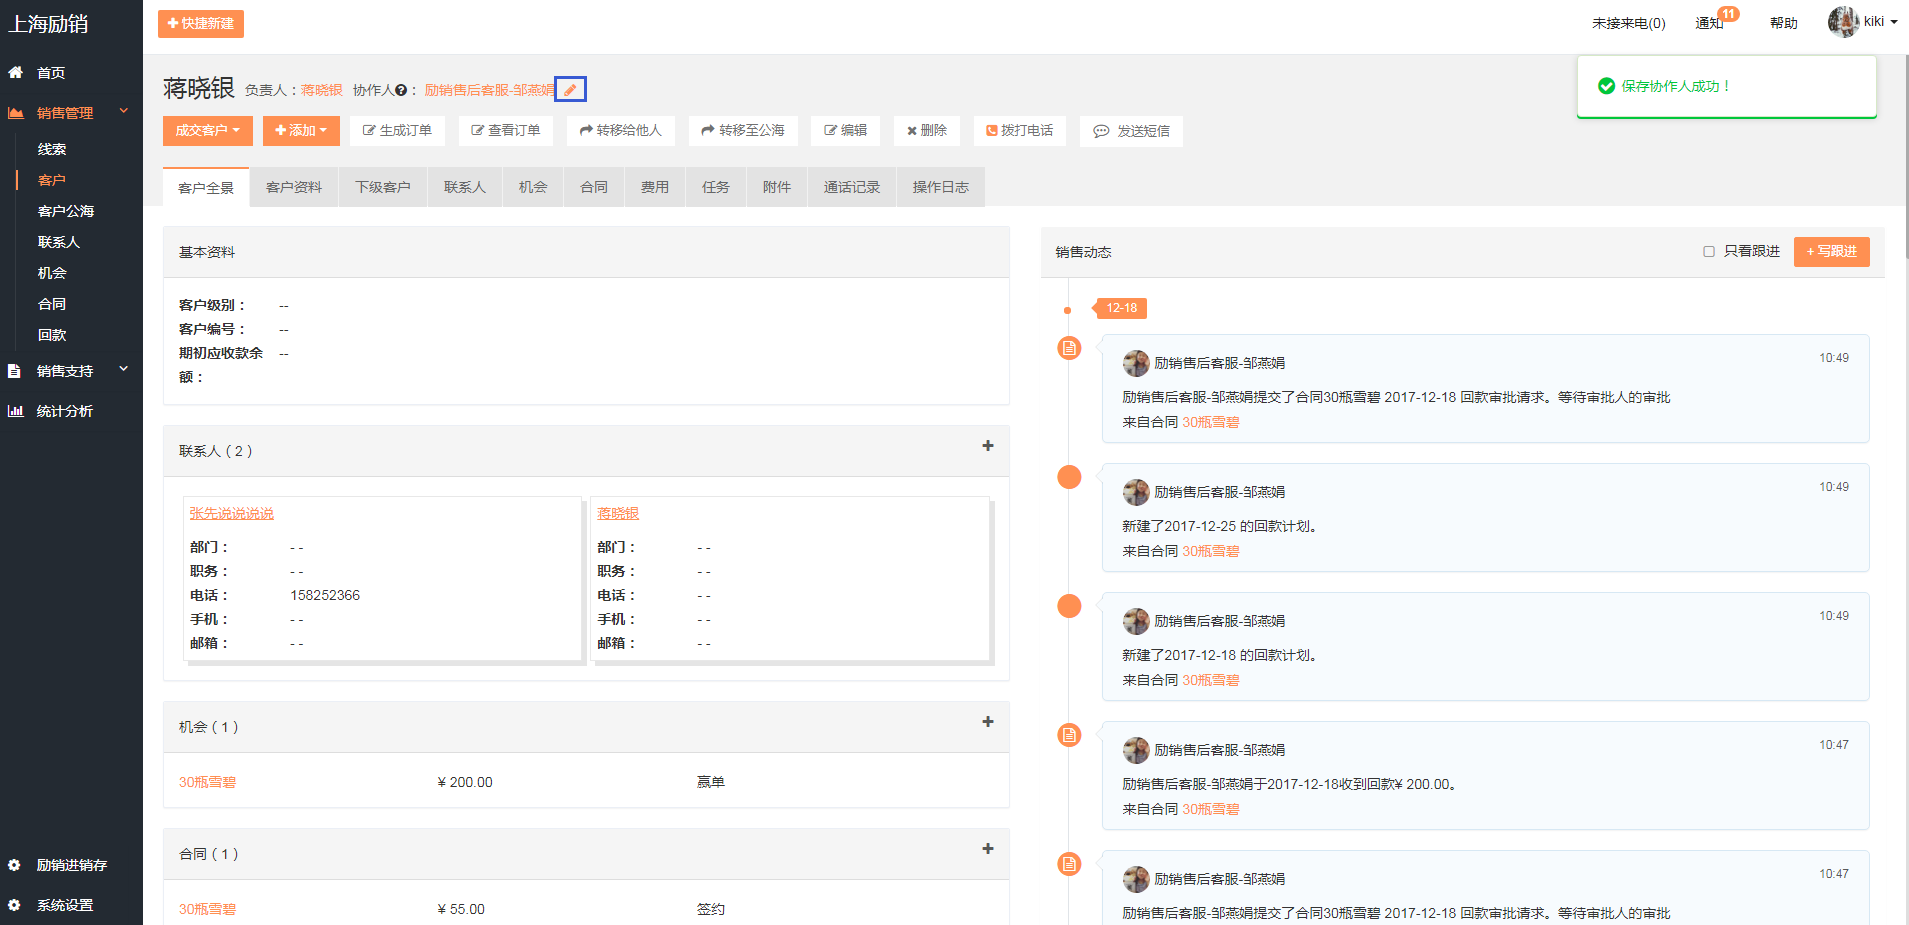 上海励销
快捷新建
未接来电(0)
通知
11
帮助
kiki
首页
销售管理
线索
客户
客户公海
联系人
机会
合同
回款
销售支持
统计分析
励销进销存
系统设置
蒋晓银 负责人：蒋晓银 协作人 ： 励销售后客服-邹燕娟
保存协作人成功！
成交客户
添加
生成订单
查看订单
转移给他人
转移至公海
编辑
删除
拨打电话
发送短信
客户全景
客户资料
下级客户
联系人
机会
合同
费用
任务
附件
通话记录
操作日志
基本资料
客户级别： --
客户编号： --
期初应收款余 --
额：
联系人（2）
张先说说说说
部门： - -
职务： - -
电话： 158252366
手机： - -
邮箱： - -
蒋晓银
部门： - -
职务： - -
电话： - -
手机： - -
邮箱： - -
机会（1）
30瓶雪碧 ¥ 200.00 赢单
合同（1）
30瓶雪碧 ¥ 55.00 签约
销售动态
只看跟进
+ 写跟进
12-18
励销售后客服-邹燕娟 10:49
励销售后客服-邹燕娟提交了合同30瓶雪碧 2017-12-18 回款审批请求。等待审批人的审批
来自合同 30瓶雪碧
励销售后客服-邹燕娟 10:49
新建了2017-12-25 的回款计划。
来自合同 30瓶雪碧
励销售后客服-邹燕娟 10:49
新建了2017-12-18 的回款计划。
来自合同 30瓶雪碧
励销售后客服-邹燕娟 10:47
励销售后客服-邹燕娟于2017-12-18收到回款¥ 200.00。
来自合同 30瓶雪碧
励销售后客服-邹燕娟 10:47
励销售后客服-邹燕娟提交了合同30瓶雪碧 2017-12-18 回款审批请求。等待审批人的审批